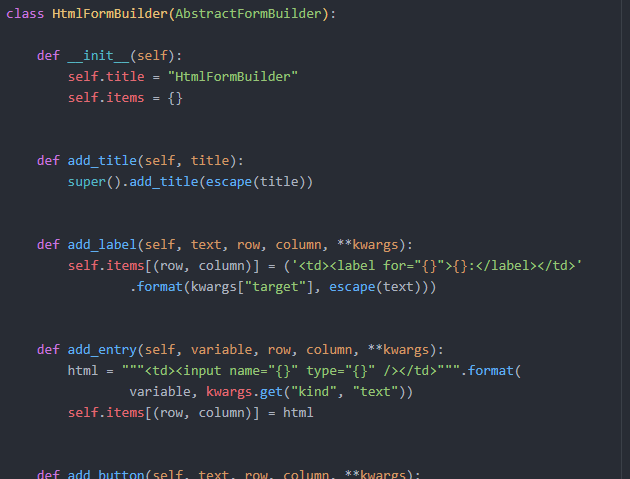 class HtmlFormBuilder(AbstractFormBuilder):
def __init__(self):
self.title = "HtmlFormBuilder"
self.items = {}
def add_title(self, title):
super().add_title(escape(title))
def add_label(self, text, row, column, **kwargs):
self.items[(row, column)] = ('<td><label for="{}">{}:</label></td>'
.format(kwargs["target"], escape(text)))
def add_entry(self, variable, row, column, **kwargs):
html = """<td><input name="{}" type="{}" /></td>""".format(
variable, kwargs.get("kind", "text"))
self.items[(row, column)] = html
def add_button(self, text, row, column, **kwargs):